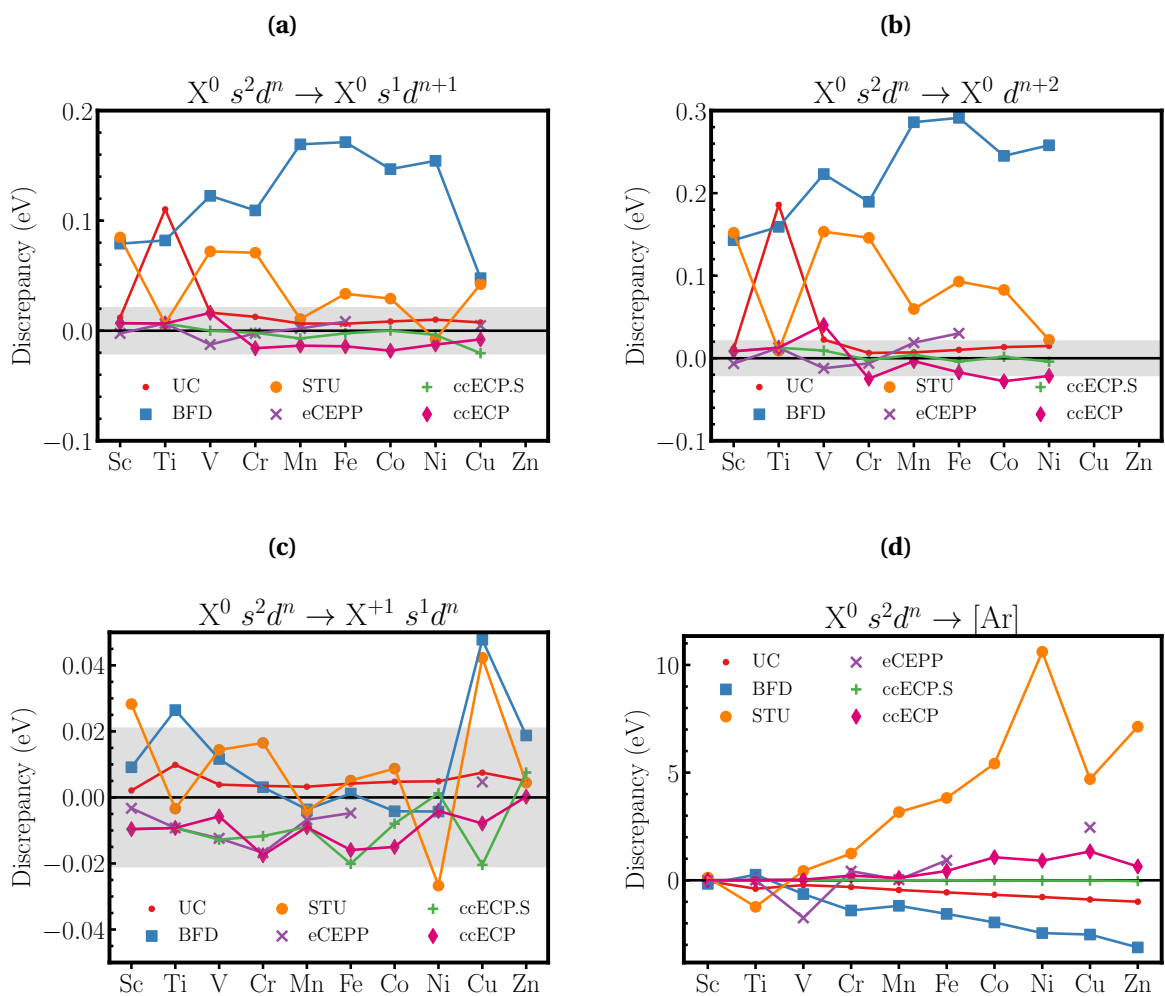 (a)
X⁰ s²dⁿ → X⁰ s¹dⁿ⁺¹
0.2
0.1
0.0
−0.1
Discrepancy (eV)
UC STU ccECP.S
BFD eCEPP ccECP
Sc Ti V Cr Mn Fe Co Ni Cu Zn
(b)
X⁰ s²dⁿ → X⁰ dⁿ⁺²
0.3
0.2
0.1
0.0
−0.1
Discrepancy (eV)
UC STU ccECP.S
BFD eCEPP ccECP
Sc Ti V Cr Mn Fe Co Ni Cu Zn
(c)
X⁰ s²dⁿ → X⁺¹ s¹dⁿ
0.04
0.02
0.00
−0.02
−0.04
Discrepancy (eV)
UC STU ccECP.S
BFD eCEPP ccECP
Sc Ti V Cr Mn Fe Co Ni Cu Zn
(d)
X⁰ s²dⁿ → [Ar]
10
5
0
Discrepancy (eV)
UC eCEPP
BFD ccECP.S
STU ccECP
Sc Ti V Cr Mn Fe Co Ni Cu Zn